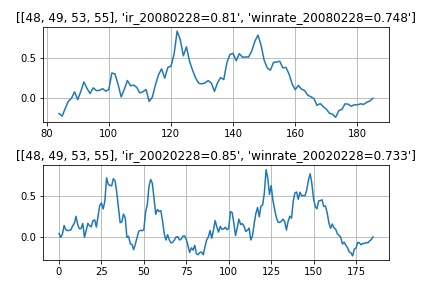 [[48, 49, 53, 55], 'ir_20080228=0.81', 'winrate_20080228=0.748']
0.5
0.0
80 100 120 140 160 180
[[48, 49, 53, 55], 'ir_20020228=0.85', 'winrate_20020228=0.733']
0.5
0.0
0 25 50 75 100 125 150 175